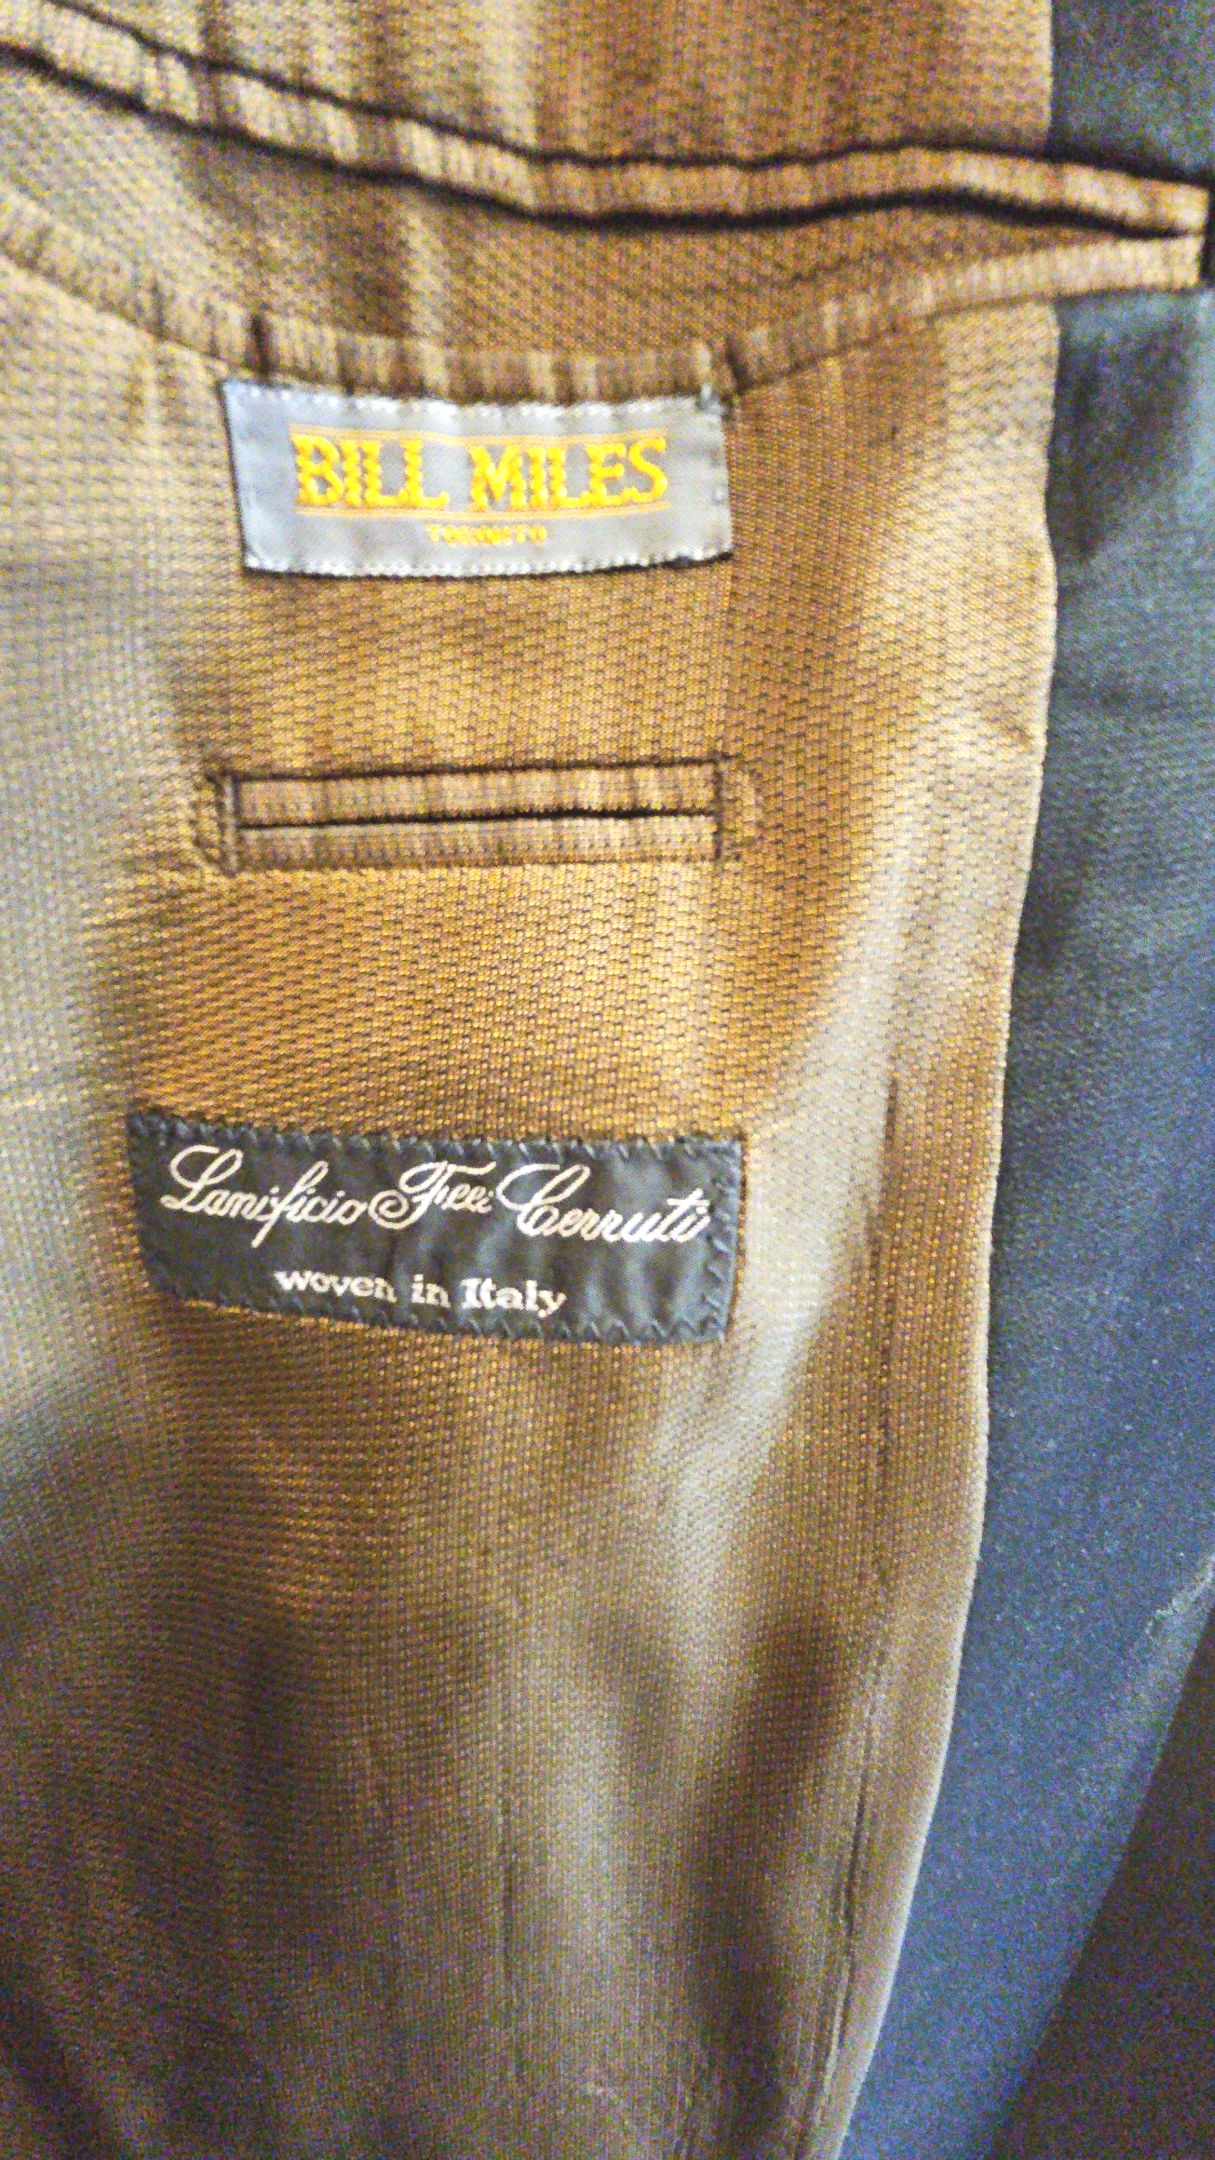 BILL MILES
TORONTO
Lanificio F.lli Cerruti
woven in Italy